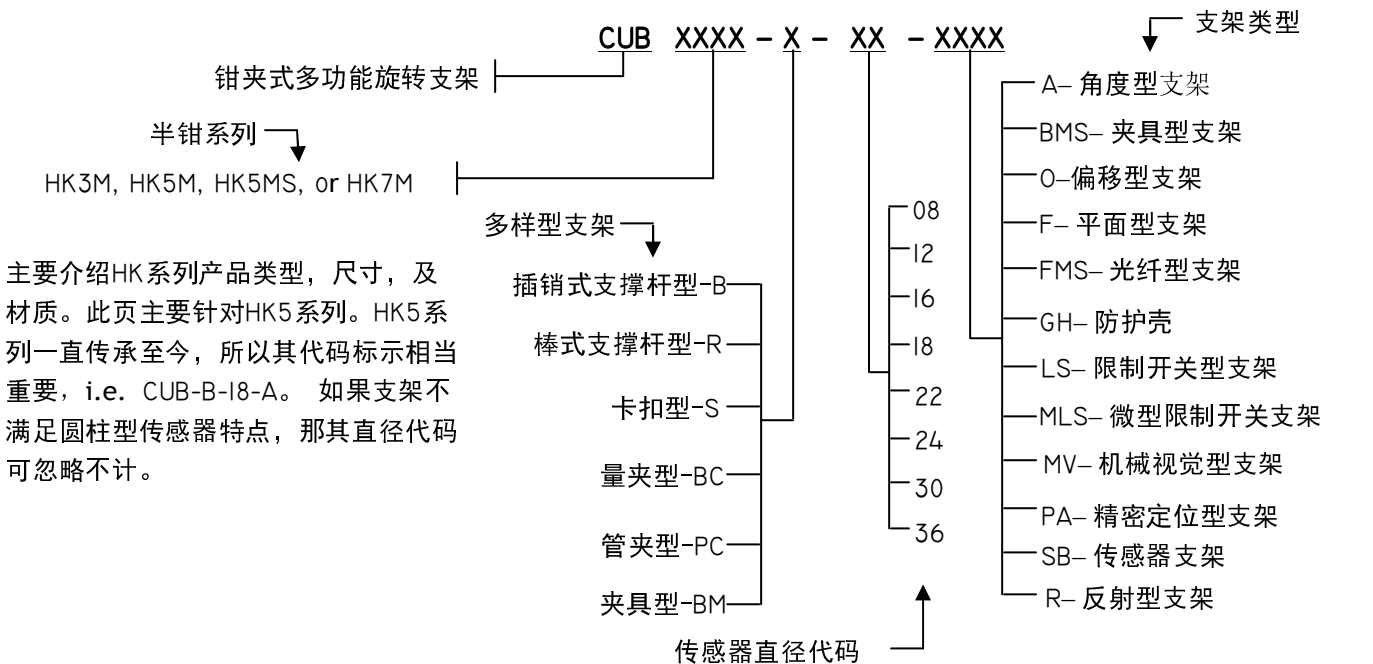 CUB XXXX - X - XX - XXXX
支架类型
钳夹式多功能旋转支架
半钳系列
HK3M, HK5M, HK5MS, or HK7M
主要介绍HK系列产品类型，尺寸，及
材质。此页主要针对HK5系列。HK5系
列一直传承至今，所以其代码标示相当
重要，i.e. CUB-B-18-A。 如果支架不
满足圆柱型传感器特点，那其直径代码
可忽略不计。
多样型支架
插销式支撑杆型-B
棒式支撑杆型-R
卡扣型-S
量夹型-BC
管夹型-PC
夹具型-BM
08
12
16
18
22
24
30
36
传感器直径代码
A– 角度型支架
BMS– 夹具型支架
O–偏移型支架
F– 平面型支架
FMS– 光纤型支架
GH– 防护壳
LS– 限制开关型支架
MLS– 微型限制开关支架
MV– 机械视觉型支架
PA– 精密定位型支架
SB– 传感器支架
R– 反射型支架